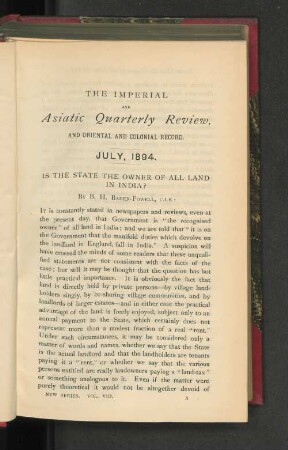 THE IMPERIAL
AND
Asiatic Quarterly Review,
AND ORIENTAL AND COLONIAL RECORD.
JULY, 1894.
IS THE STATE THE OWNER OF ALL LAND
IN INDIA?
BY B. H. BADEN-POWELL, C.I.E.
IT is constantly stated in newspapers and reviews, even at
the present day, that Government is "the recognised
owner" of all land in India; and we are told that "it is on
the Government that the manifold duties which devolve on
the landlord in England, fall in India." A suspicion will
have crossed the minds of some readers that these unquali-
fied statements are not consistent with the facts of the
case; but still it may be thought that the question has but
little practical importance. It is obviously the fact that
land is directly held by private persons—by village land-
holders singly, by co-sharing village communities, and by
landlords of larger estates—and in either case the practical
advantage of the land is freely enjoyed, subject only to an
annual payment to the State, which certainly does not
represent more than a modest fraction of a real "rent."
Under such circumstances, it may be considered only a
matter of words and names, whether we say that the State
is the actual landlord and that the landholders are tenants
paying it a "rent," or whether we say that the various
persons entitled are really landowners paying a "land-tax"
or something analogous to it. Even if the matter were
purely theoretical it would not be altogether devoid of
NEW SERIES. VOL. VIII. A